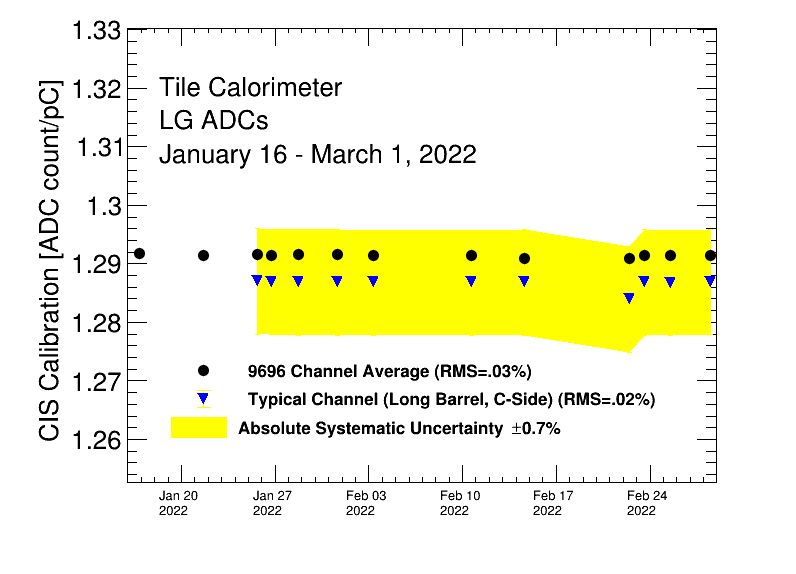 1.33
1.32
1.31
1.3
1.29
1.28
1.27
1.26
CIS Calibration [ADC count/pC]
Tile Calorimeter
LG ADCs
January 16 - March 1, 2022
9696 Channel Average (RMS=.03%)
Typical Channel (Long Barrel, C-Side) (RMS=.02%)
Absolute Systematic Uncertainty ±0.7%
Jan 20
2022
Jan 27
2022
Feb 03
2022
Feb 10
2022
Feb 17
2022
Feb 24
2022